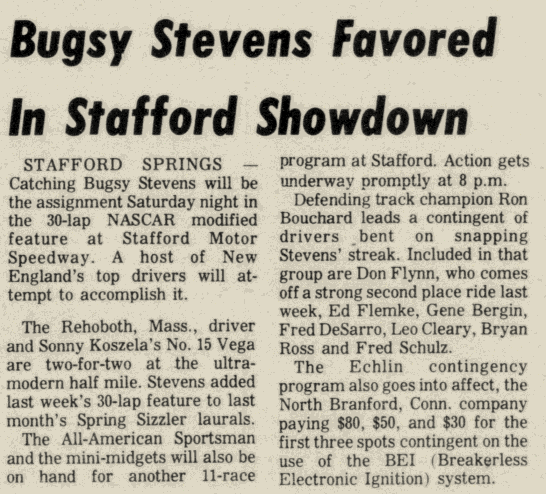 Bugsy Stevens Favored
In Stafford Showdown
STAFFORD SPRINGS —
Catching Bugsy Stevens will be
the assignment Saturday night in
the 30-lap NASCAR modified
feature at Stafford Motor
Speedway. A host of New
England's top drivers will at-
tempt to accomplish it.
The Rehoboth, Mass., driver
and Sonny Koszela's No. 15 Vega
are two-for-two at the ultra-
modern half mile. Stevens added
last week's 30-lap feature to last
month's Spring Sizzler laurals.
The All-American Sportsman
and the mini-midgets will also be
on hand for another 11-race
program at Stafford. Action gets
underway promptly at 8 p.m.
Defending track champion Ron
Bouchard leads a contingent of
drivers bent on snapping
Stevens' streak. Included in that
group are Don Flynn, who comes
off a strong second place ride last
week, Ed Flemke, Gene Bergin,
Fred DeSarro, Leo Cleary, Bryan
Ross and Fred Schulz.
The Echlin contingency
program also goes into affect, the
North Branford, Conn. company
paying $80, $50, and $30 for the
first three spots contingent on the
use of the BEI (Breakerless
Electronic Ignition) system.